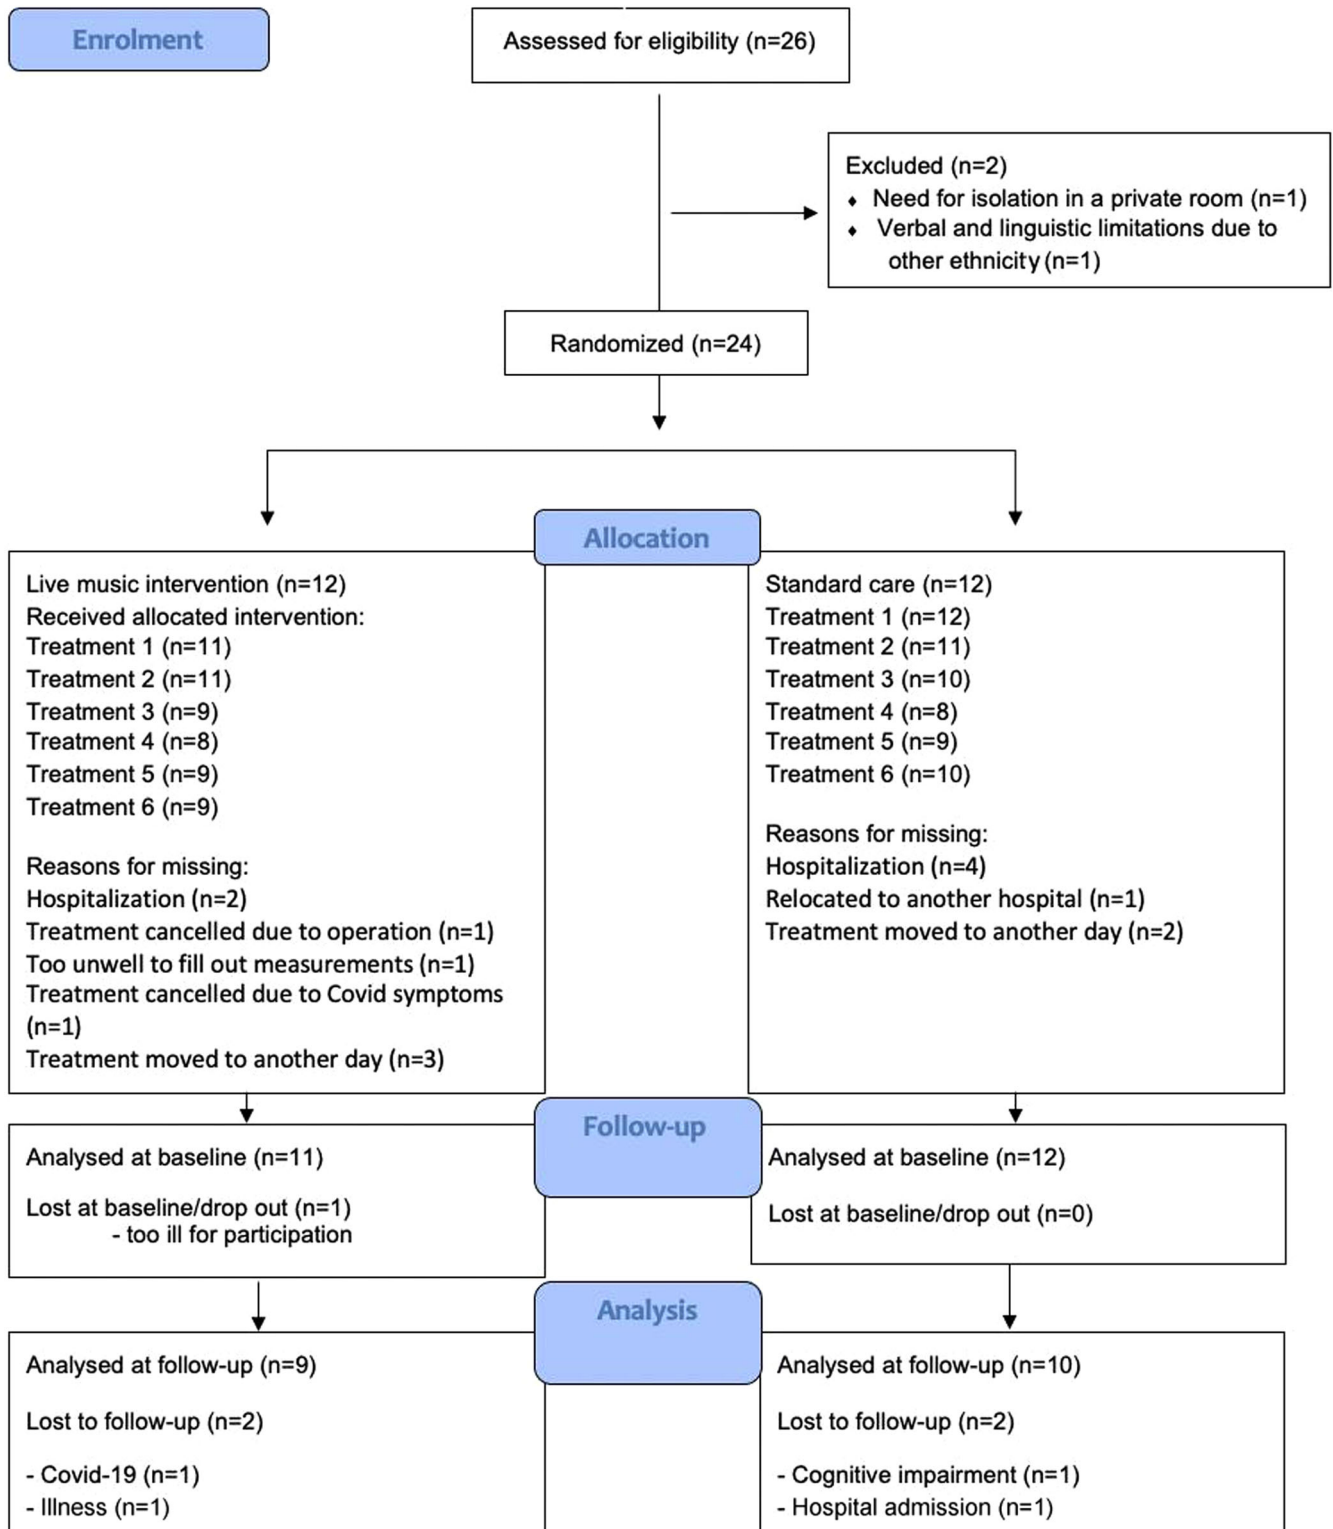 Enrolment
Assessed for eligibility (n=26)
Excluded (n=2)
♦ Need for isolation in a private room (n=1)
♦ Verbal and linguistic limitations due to
other ethnicity (n=1)
Randomized (n=24)
Allocation
Live music intervention (n=12)
Received allocated intervention:
Treatment 1 (n=11)
Treatment 2 (n=11)
Treatment 3 (n=9)
Treatment 4 (n=8)
Treatment 5 (n=9)
Treatment 6 (n=9)
Reasons for missing:
Hospitalization (n=2)
Treatment cancelled due to operation (n=1)
Too unwell to fill out measurements (n=1)
Treatment cancelled due to Covid symptoms
(n=1)
Treatment moved to another day (n=3)
Standard care (n=12)
Treatment 1 (n=12)
Treatment 2 (n=11)
Treatment 3 (n=10)
Treatment 4 (n=8)
Treatment 5 (n=9)
Treatment 6 (n=10)
Reasons for missing:
Hospitalization (n=4)
Relocated to another hospital (n=1)
Treatment moved to another day (n=2)
Follow-up
Analysed at baseline (n=11)
Lost at baseline/drop out (n=1)
- too ill for participation
Analysed at baseline (n=12)
Lost at baseline/drop out (n=0)
Analysis
Analysed at follow-up (n=9)
Lost to follow-up (n=2)
- Covid-19 (n=1)
- Illness (n=1)
Analysed at follow-up (n=10)
Lost to follow-up (n=2)
- Cognitive impairment (n=1)
- Hospital admission (n=1)